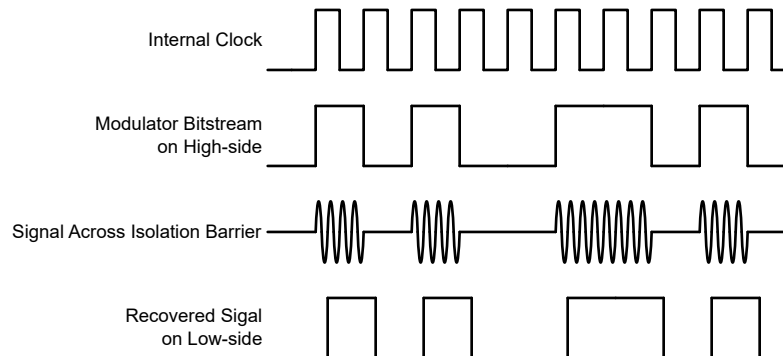 Internal Clock
Modulator Bitstream
on High-side
Signal Across Isolation Barrier
Recovered Sigal
on Low-side